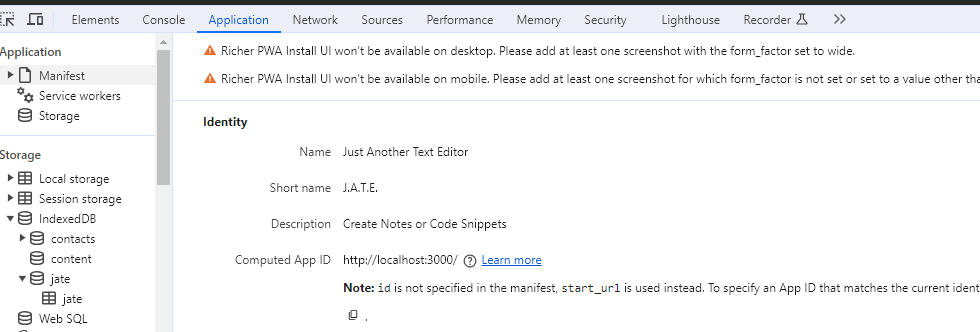 Elements Console Application Network Sources Performance Memory Security Lighthouse Recorder
Application
Manifest
Service workers
Storage
Storage
Local storage
Session storage
IndexedDB
contacts
content
jate
jate
Web SQL
Richer PWA Install UI won't be available on desktop. Please add at least one screenshot with the form_factor set to wide.
Richer PWA Install UI won't be available on mobile. Please add at least one screenshot for which form_factor is not set or set to a value other
Identity
Name Just Another Text Editor
Short name J.A.T.E.
Description Create Notes or Code Snippets
Computed App ID http://localhost:3000/ Learn more
Note: id is not specified in the manifest, start_url is used instead. To specify an App ID that matches the current
.